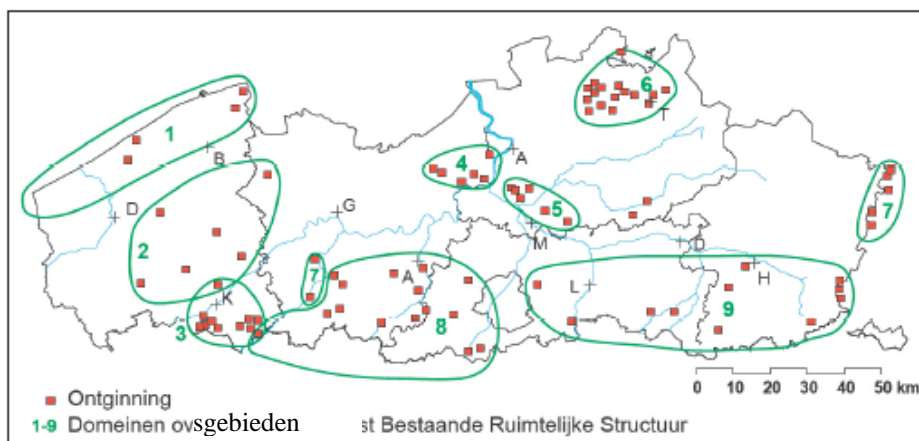 6
1
T
B
A
4
7
5
D
G
2
M
D
7
A
H
L
K
9
3
8
0 10 20 30 40 50 km
Ontginning
1-9 Domeinen sgebieden st Bestaande Ruimtelijke Structuur